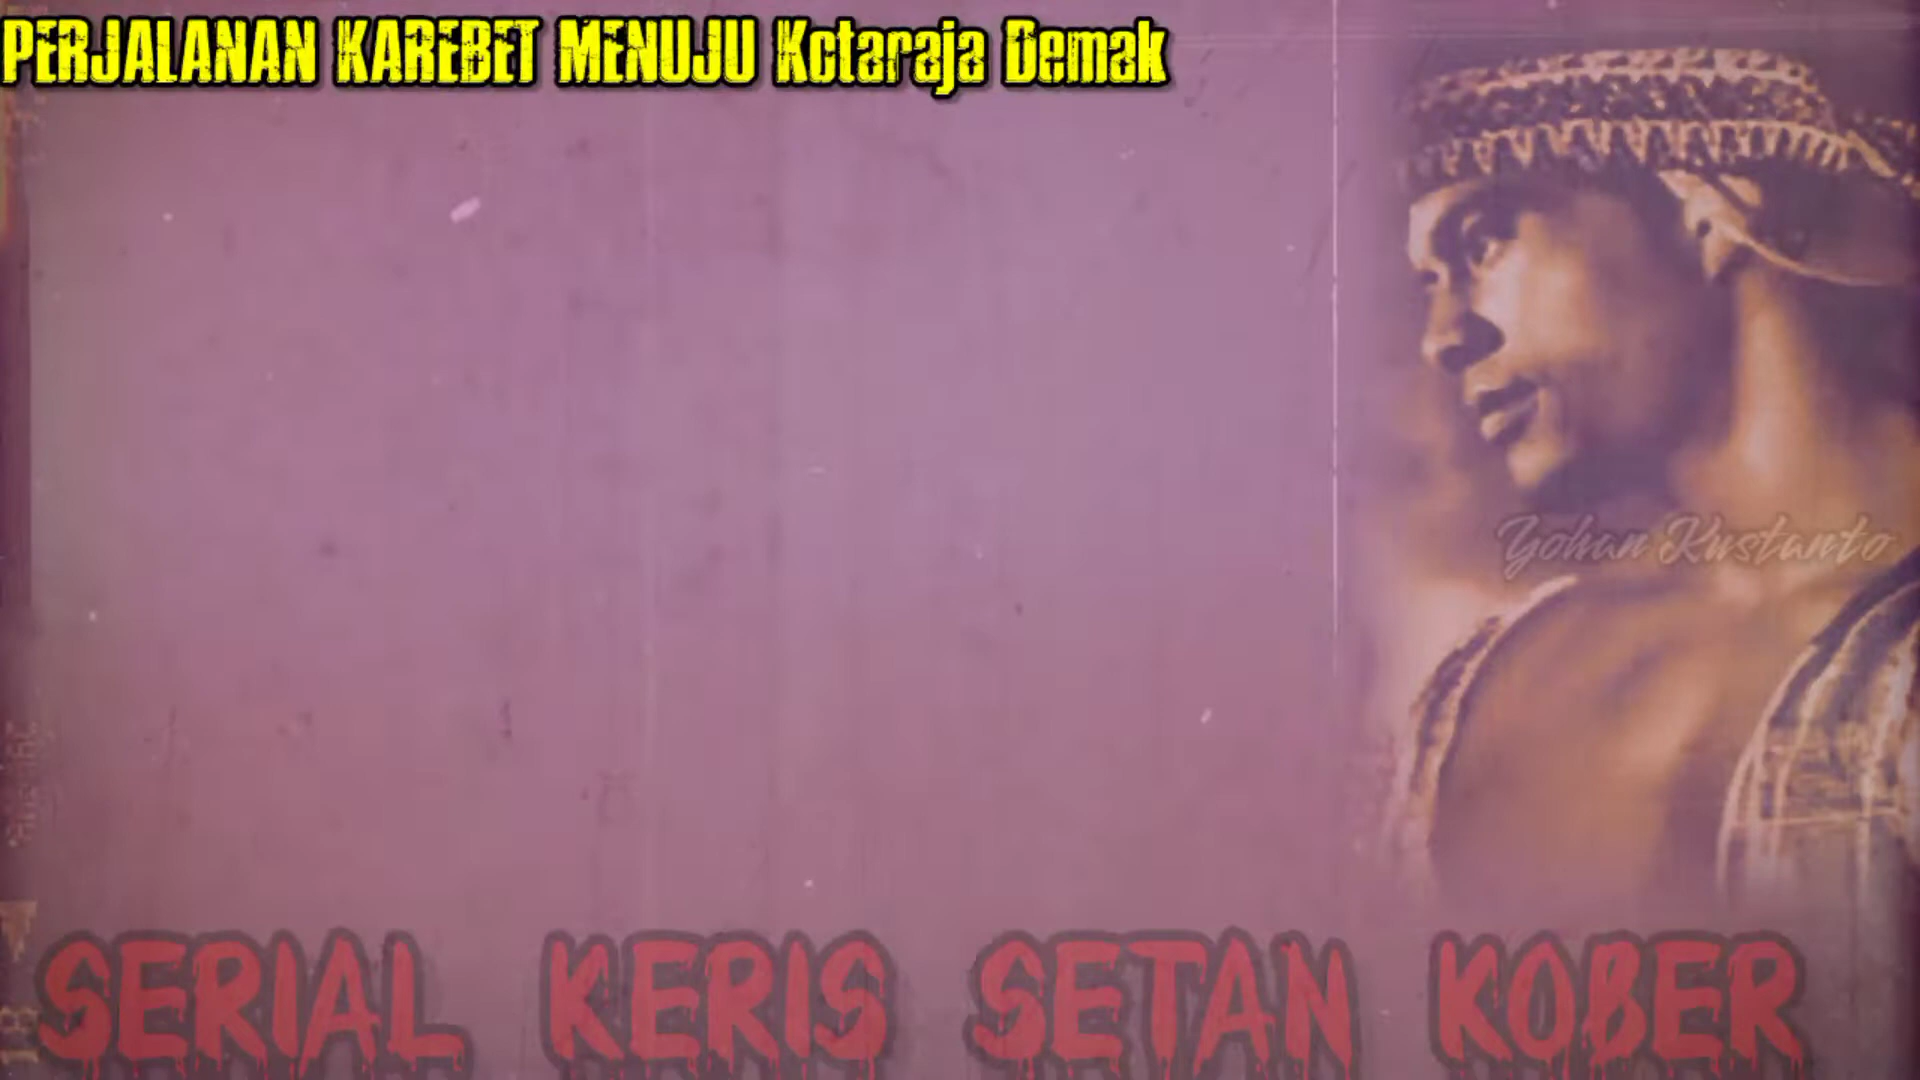 PERJALANAN KAREBET MENUJU Kotaraja Demak
Yohan Kustanto
SERIAL KERIS SETAN KOBER